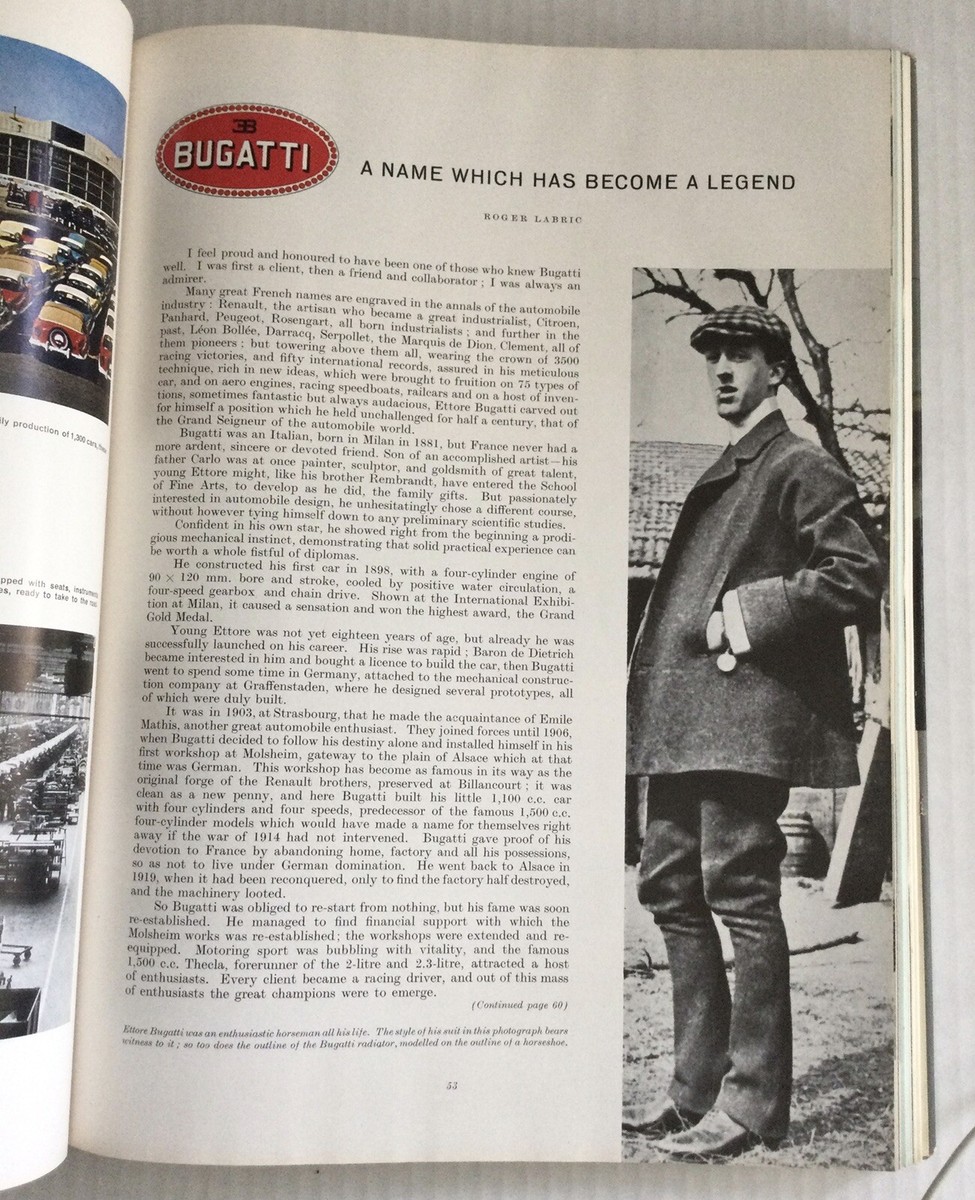 ily production of 1,300 cars,
pped with seats, instruments
es, ready to take to the road
EB
BUGATTI
A NAME WHICH HAS BECOME A LEGEND
ROGER LABRIC
I feel proud and honoured to have been one of those who knew Bugatti
well. I was first a client, then a friend and collaborator ; I was always an
admirer.
Many great French names are engraved in the annals of the automobile
industry : Renault, the artisan who became a great industrialist, Citroen,
Panhard, Peugeot, Rosengart, all born industrialists ; and further in the
past, Léon Bollée, Darracq, Serpollet, the Marquis de Dion, Clement, all of
them pioneers ; but towering above them all, wearing the crown of 3500
racing victories, and fifty international records, assured in his meticulous
technique, rich in new ideas, which were brought to fruition on 75 types of
car, and on aero engines, racing speedboats, railcars and on a host of inven-
tions, sometimes fantastic but always audacious, Ettore Bugatti carved out
for himself a position which he held unchallenged for half a century, that of
the Grand Seigneur of the automobile world.
Bugatti was an Italian, born in Milan in 1881, but France never had a
more ardent, sincere or devoted friend. Son of an accomplished artist—his
father Carlo was at once painter, sculptor, and goldsmith of great talent,
young Ettore might, like his brother Rembrandt, have entered the School
of Fine Arts, to develop as he did, the family gifts. But passionately
interested in automobile design, he unhesitatingly chose a different course,
without however tying himself down to any preliminary scientific studies.
Confident in his own star, he showed right from the beginning a prodi-
gious mechanical instinct, demonstrating that solid practical experience can
be worth a whole fistful of diplomas.
He constructed his first car in 1898, with a four-cylinder engine of
90 × 120 mm. bore and stroke, cooled by positive water circulation, a
four-speed gearbox and chain drive. Shown at the International Exhibi-
tion at Milan, it caused a sensation and won the highest award, the Grand
Gold Medal.
Young Ettore was not yet eighteen years of age, but already he was
successfully launched on his career. His rise was rapid ; Baron de Dietrich
became interested in him and bought a licence to build the car, then Bugatti
went to spend some time in Germany, attached to the mechanical construc-
tion company at Graffenstaden, where he designed several prototypes, all
of which were duly built.
It was in 1903, at Strasbourg, that he made the acquaintance of Emile
Mathis, another great automobile enthusiast. They joined forces until 1906,
when Bugatti decided to follow his destiny alone and installed himself in his
first workshop at Molsheim, gateway to the plain of Alsace which at that
time was German. This workshop has become as famous in its way as the
original forge of the Renault brothers, preserved at Billancourt ; it was
clean as a new penny, and here Bugatti built his little 1,100 c.c. car
with four cylinders and four speeds, predecessor of the famous 1,500 c.c.
four-cylinder models which would have made a name for themselves right
away if the war of 1914 had not intervened. Bugatti gave proof of his
devotion to France by abandoning home, factory and all his possessions,
so as not to live under German domination. He went back to Alsace in
1919, when it had been reconquered, only to find the factory half destroyed,
and the machinery looted.
So Bugatti was obliged to re-start from nothing, but his fame was soon
re-established. He managed to find financial support with which the
Molsheim works was re-established; the workshops were extended and re-
equipped. Motoring sport was bubbling with vitality, and the famous
1,500 c.c. Thecla, forerunner of the 2-litre and 2.3-litre, attracted a host
of enthusiasts. Every client became a racing driver, and out of this mass
of enthusiasts the great champions were to emerge.
(Continued page 60)
Ettore Bugatti was an enthusiastic horseman all his life. The style of his suit in this photograph bears
witness to it ; so too does the outline of the Bugatti radiator, modelled on the outline of a horseshoe.
53